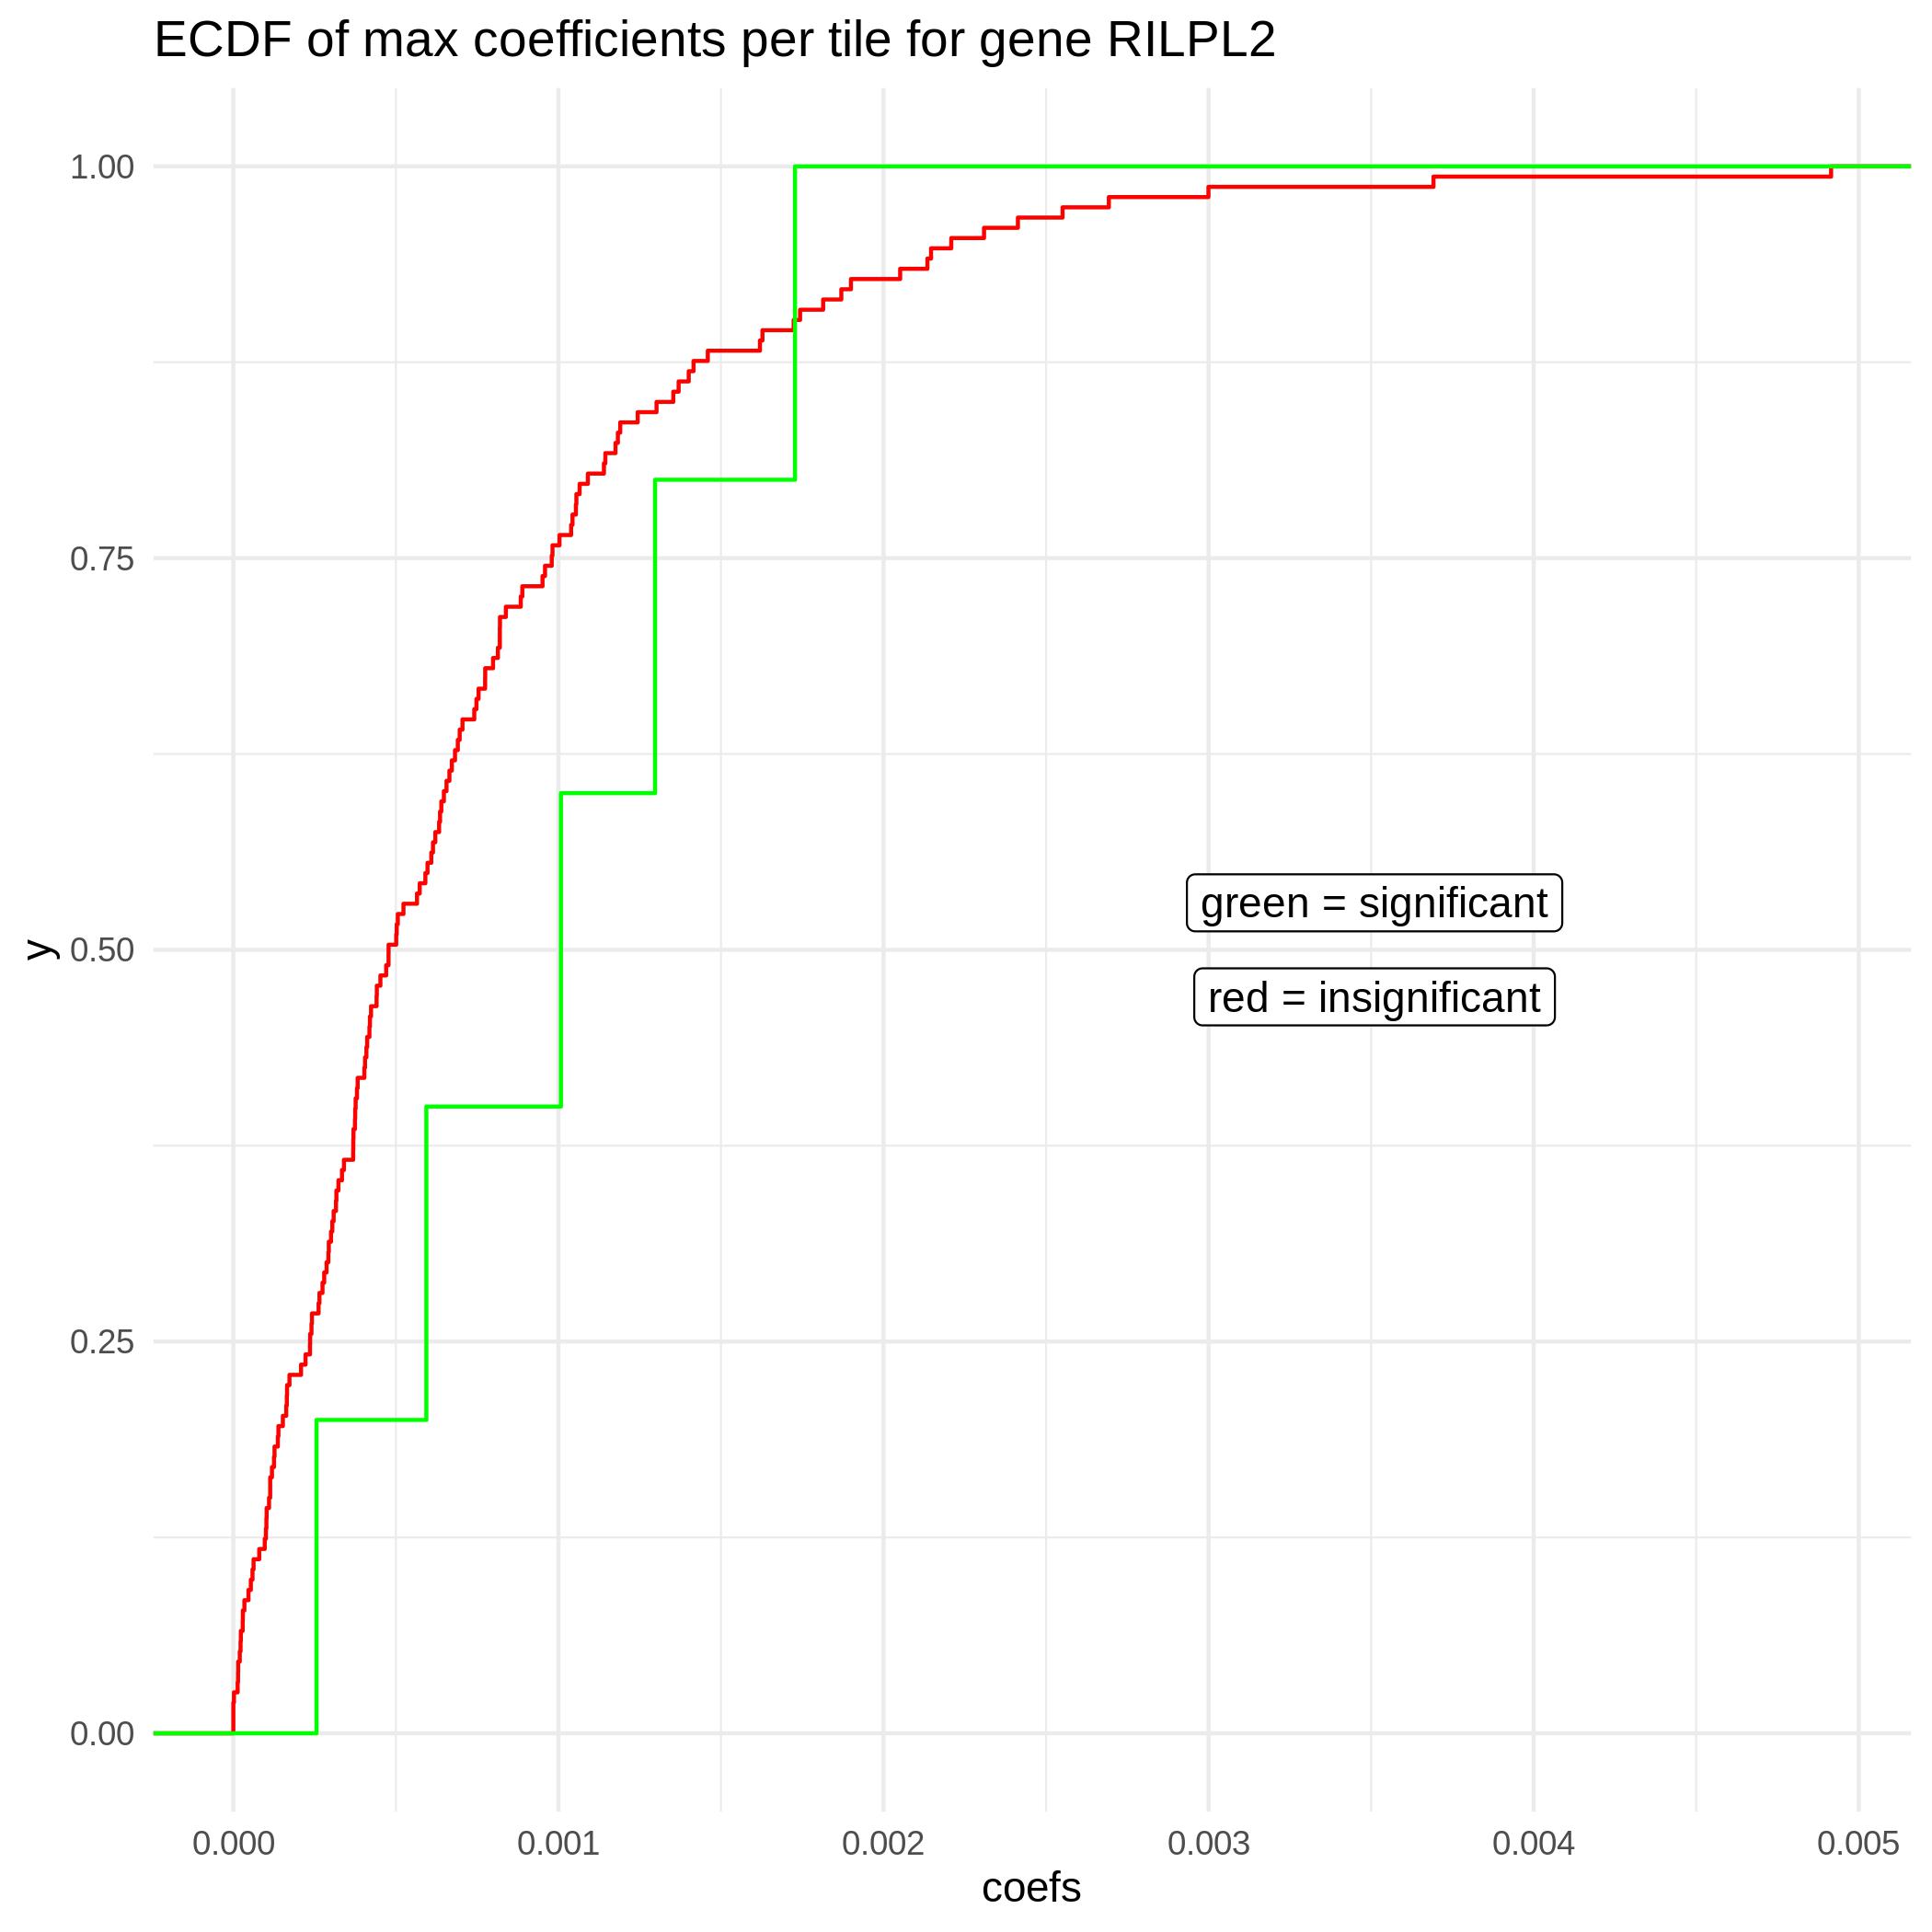 ECDF of max coefficients per tile for gene RILPL2
1.00
0.75
0.50
0.25
0.00
y
green = significant
red = insignificant
0.000 0.001 0.002 0.003 0.004 0.005
coefs